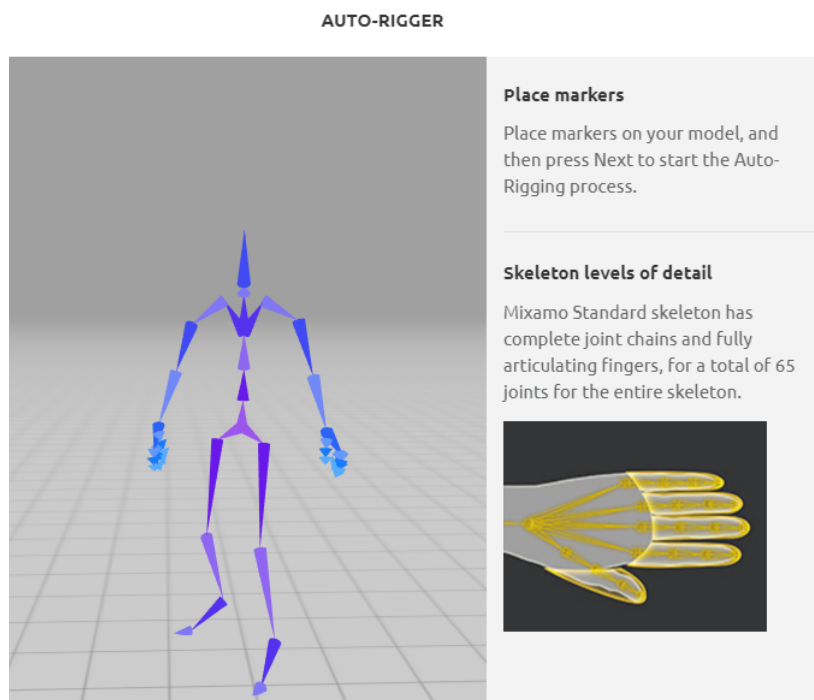 AUTO-RIGGER
Place markers
Place markers on your model, and
then press Next to start the Auto-
Rigging process.
Skeleton levels of detail
Mixamo Standard skeleton has
complete joint chains and fully
articulating fingers, for a total of 65
joints for the entire skeleton.